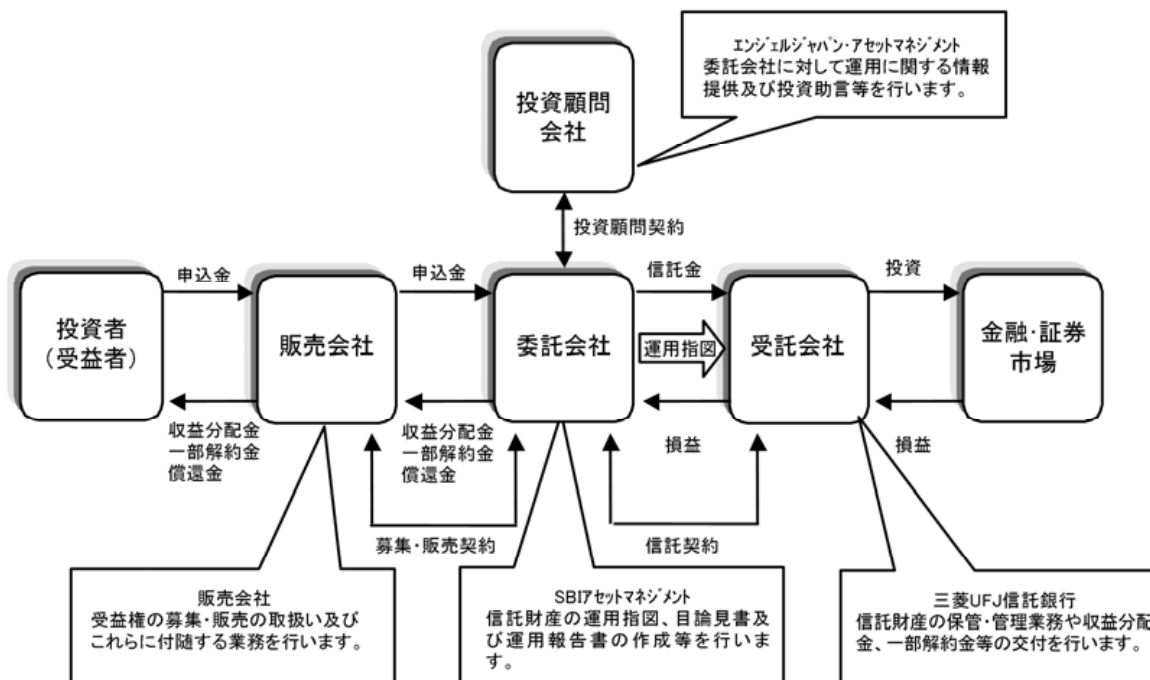 エンジェルジャパン・アセットマネジメント
委託会社に対して運用に関する情報
提供及び投資助言等を行います。
投資顧問
会社
投資顧問契約
申込金
申込金
信託金
投資
投資者
(受益者)
販売会社
委託会社
運用指図
受託会社
金融・証券
市場
収益分配金
一部解約金
償還金
収益分配金
一部解約金
償還金
損益
損益
募集・販売契約
信託契約
販売会社
受益権の募集・販売の取扱い及び
これらに付随する業務を行います。
SBIアセットマネジメント
信託財産の運用指図、目論見書及
び運用報告書の作成等を行いま
す。
三菱UFJ信託銀行
信託財産の保管・管理業務や収益分配
金、一部解約金等の交付を行います。